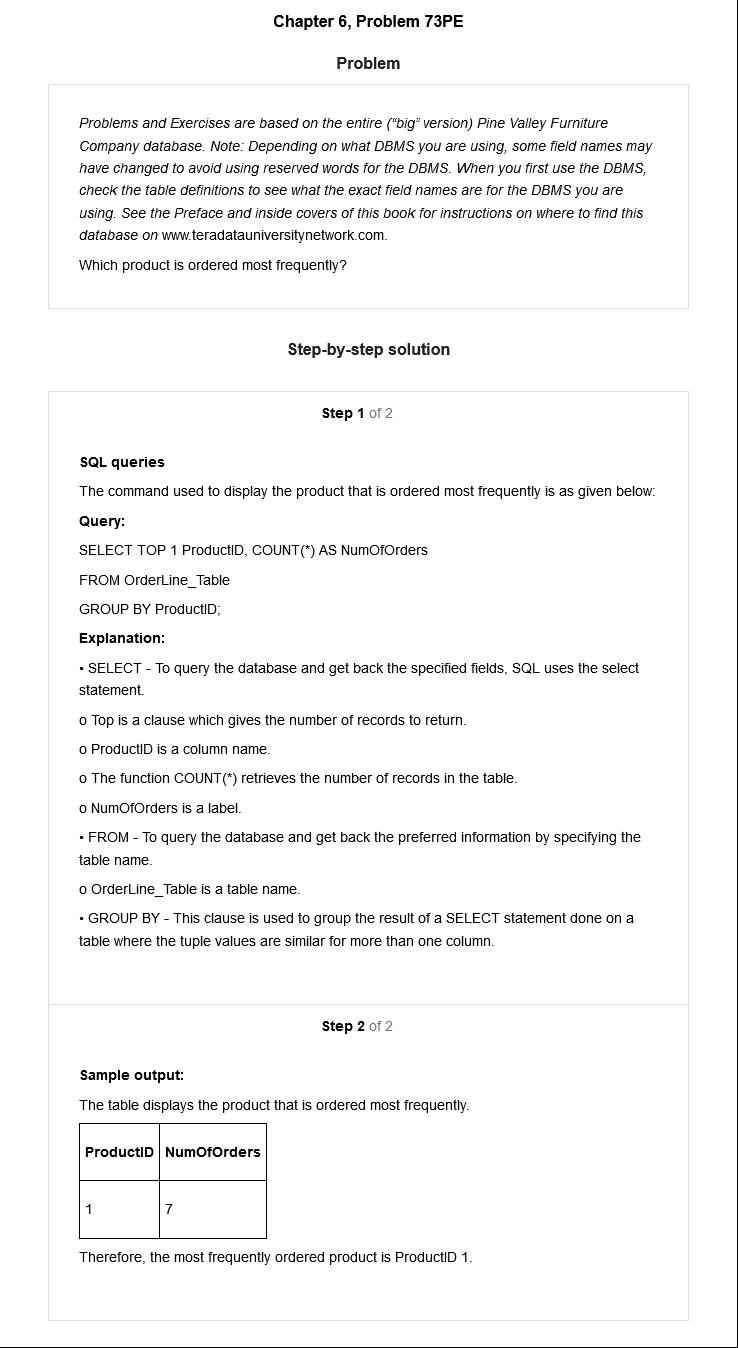 Chapter 6, Problem 73PE
Problem
Problems and Exercises are based on the entire (“big” version) Pine Valley Furniture
Company database. Note: Depending on what DBMS you are using, some field names may
have changed to avoid using reserved words for the DBMS. When you first use the DBMS,
check the table definitions to see what the exact field names are for the DBMS you are
using. See the Preface and inside covers of this book for instructions on where to find this
database on www.teradatauniversitynetwork.com.
Which product is ordered most frequently?
Step-by-step solution
Step 1 of 2
SQL queries
The command used to display the product that is ordered most frequently is as given below:
Query:
SELECT TOP 1 ProductID, COUNT(*) AS NumOfOrders
FROM OrderLine_Table
GROUP BY ProductID;
Explanation:
• SELECT - To query the database and get back the specified fields, SQL uses the select
statement.
o Top is a clause which gives the number of records to return.
o ProductID is a column name.
o The function COUNT(*) retrieves the number of records in the table.
o NumOfOrders is a label.
• FROM - To query the database and get back the preferred information by specifying the
table name.
o OrderLine_Table is a table name.
• GROUP BY - This clause is used to group the result of a SELECT statement done on a
table where the tuple values are similar for more than one column.
Step 2 of 2
Sample output:
The table displays the product that is ordered most frequently.
ProductID NumOfOrders
1 7
Therefore, the most frequently ordered product is ProductID 1.